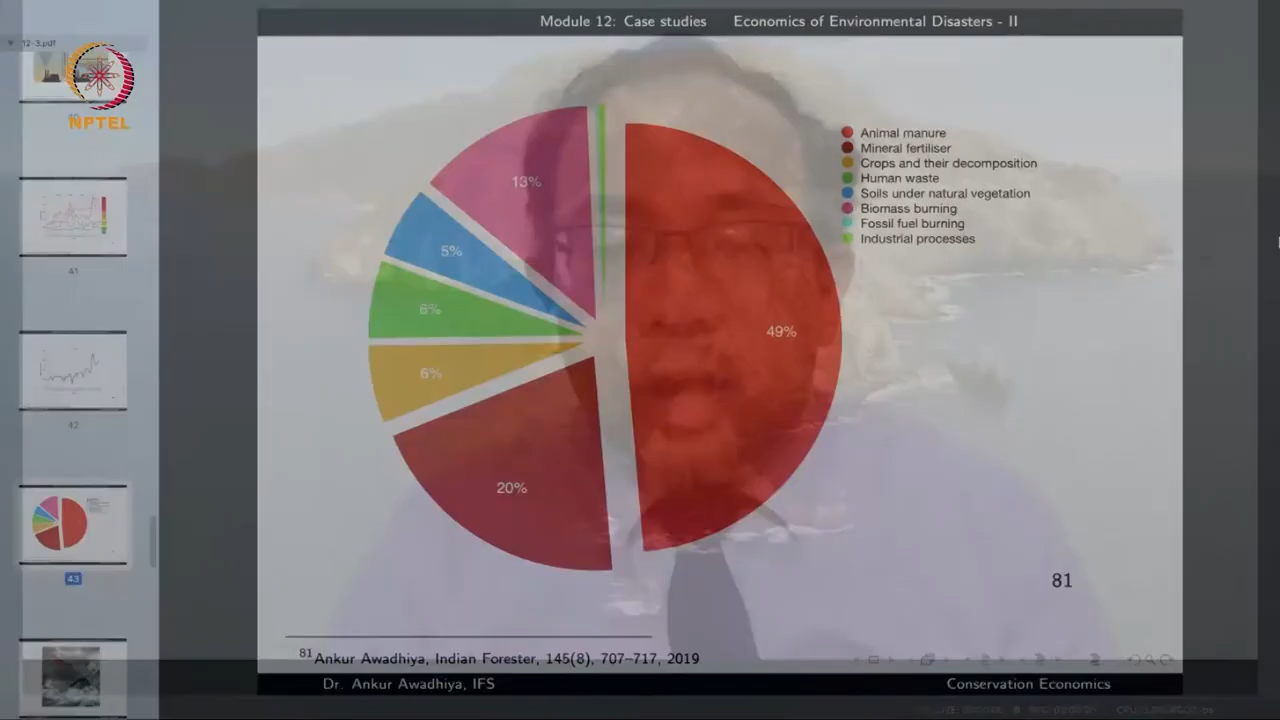 Module 12: Case studies Economics of Environmental Disasters - II
12-3.pdf
NPTEL
41
42
43
Animal manure
Mineral fertiliser
Crops and their decomposition
Human waste
Soils under natural vegetation
Biomass burning
Fossil fuel burning
Industrial processes
13%
5%
6%
6%
20%
49%
81
81 Ankur Awadhiya, Indian Forester, 145(8), 707–717, 2019
Dr. Ankur Awadhiya, IFS Conservation Economics